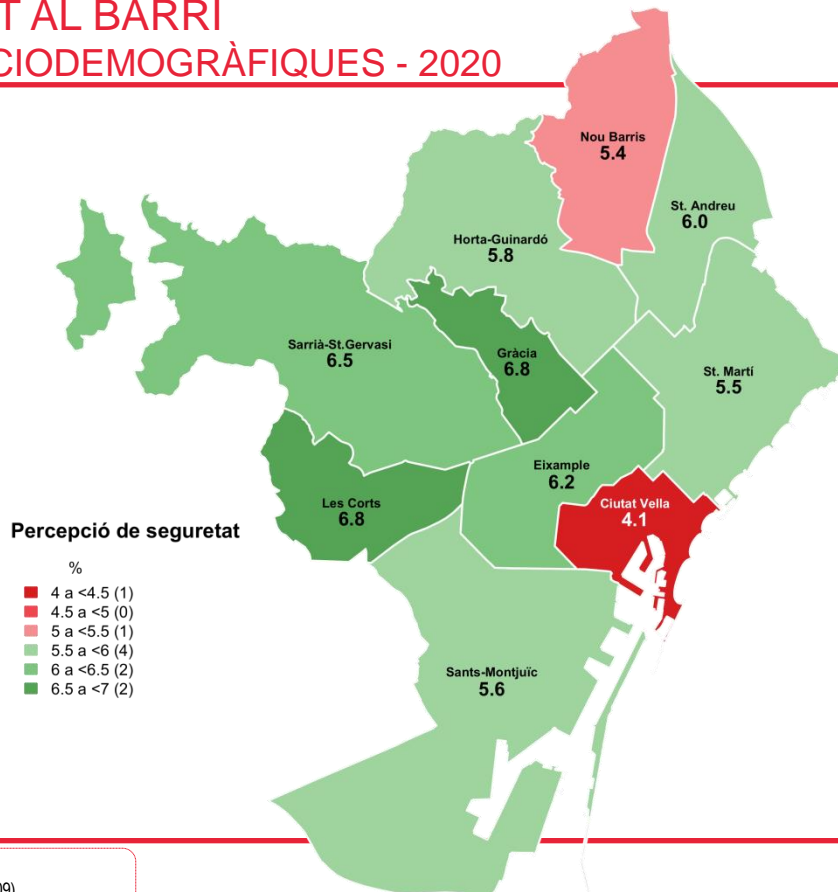 T AL BARRI
CIODEMOGRÀFIQUES - 2020
Nou Barris
5.4
St. Andreu
6.0
Horta-Guinardó
5.8
Sarrià-St.Gervasi
6.5
Gràcia
6.8
St. Martí
5.5
Eixample
6.2
Les Corts
6.8
Ciutat Vella
4.1
Sants-Montjuïc
5.6
Percepció de seguretat
%
4 a <4.5 (1)
4.5 a <5 (0)
5 a <5.5 (1)
5.5 a <6 (4)
6 a <6.5 (2)
6.5 a <7 (2)
09)